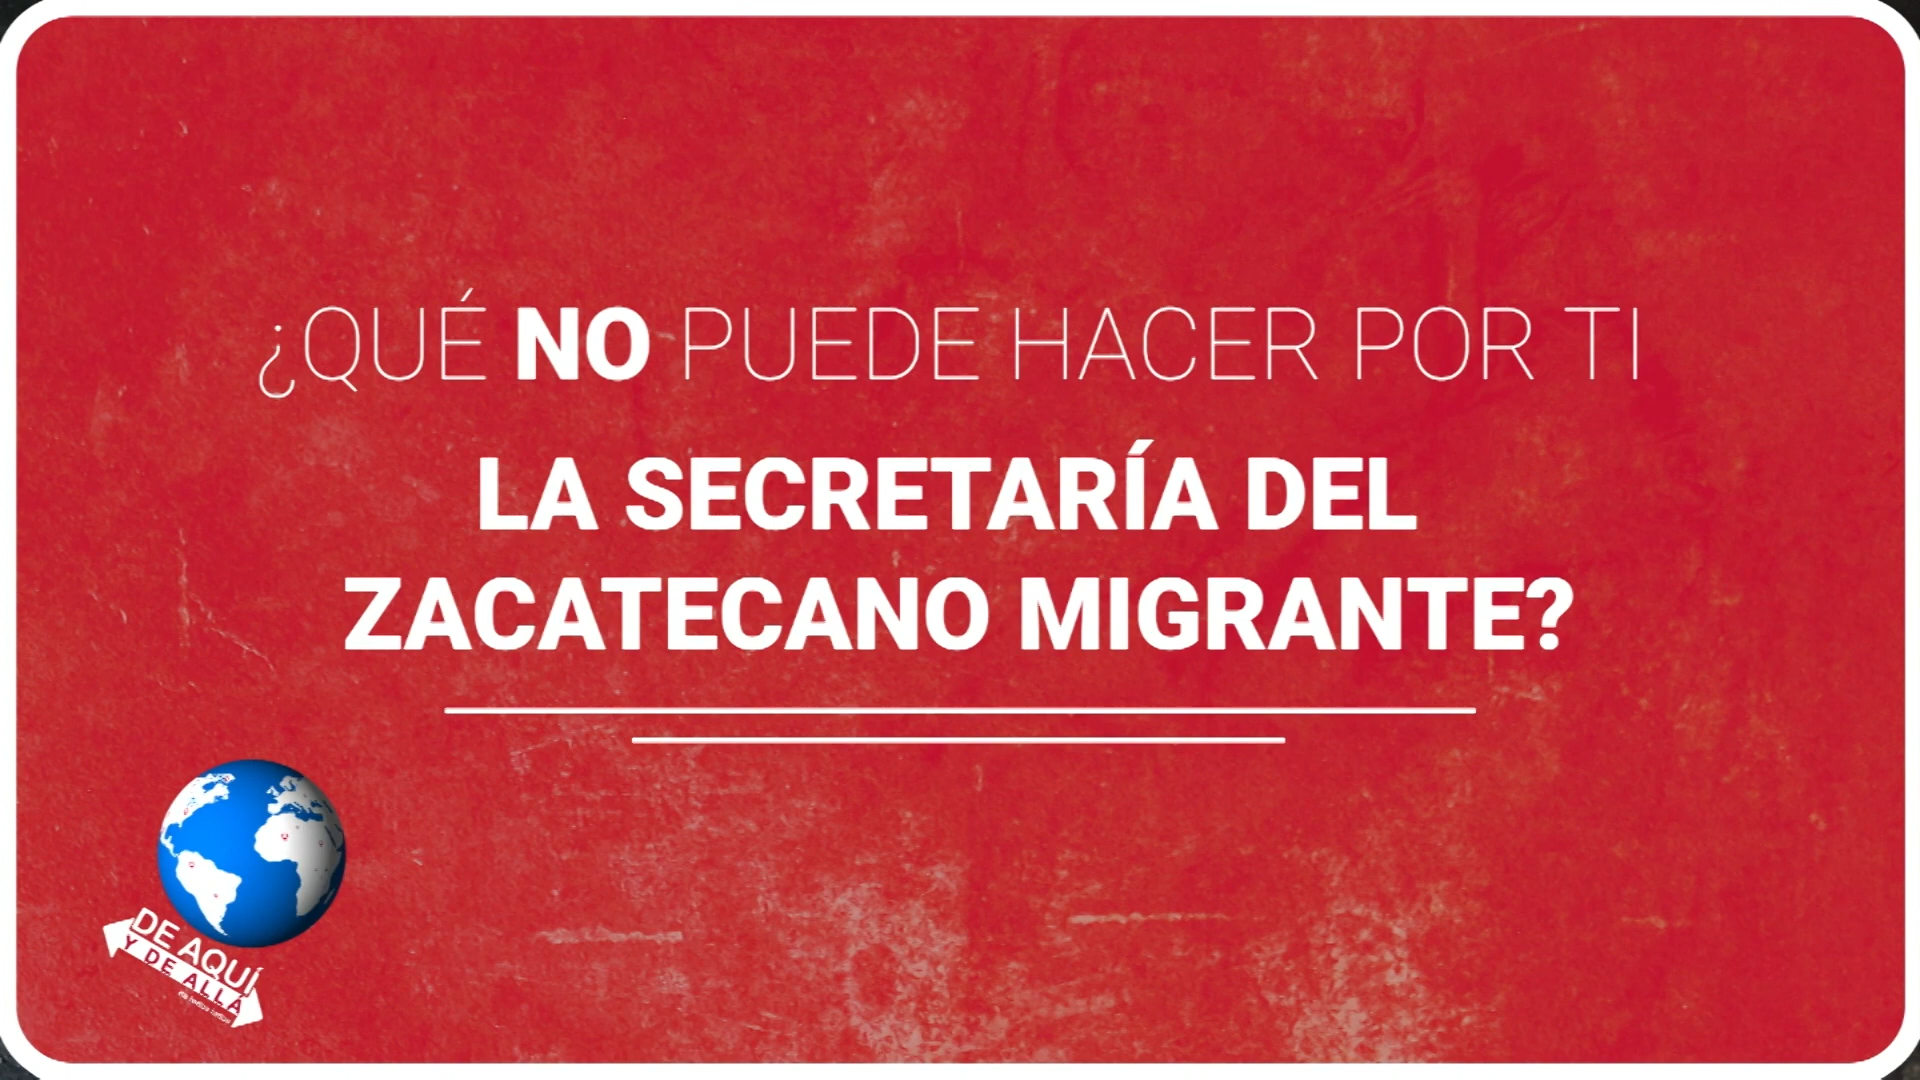 ¿QUÉ NO PUEDE HACER POR TI
LA SECRETARÍA DEL
ZACATECANO MIGRANTE?
DE AQUÍ
Y DE ALLÁ